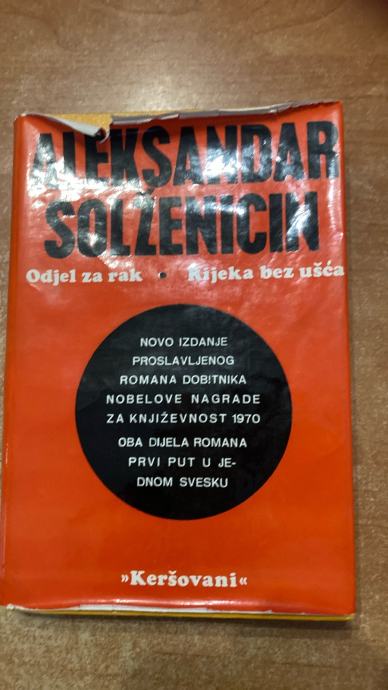 ALEKSANDAR
SOLŽENICIN
Odjel za rak • Rijeka bez ušća
NOVO IZDANJE
PROSLAVLJENOG
ROMANA DOBITNIKA
NOBELOVE NAGRADE
ZA KNJIŽEVNOST 1970
OBA DIJELA ROMANA
PRVI PUT U JE-
DNOM SVESKU
»Keršovani«